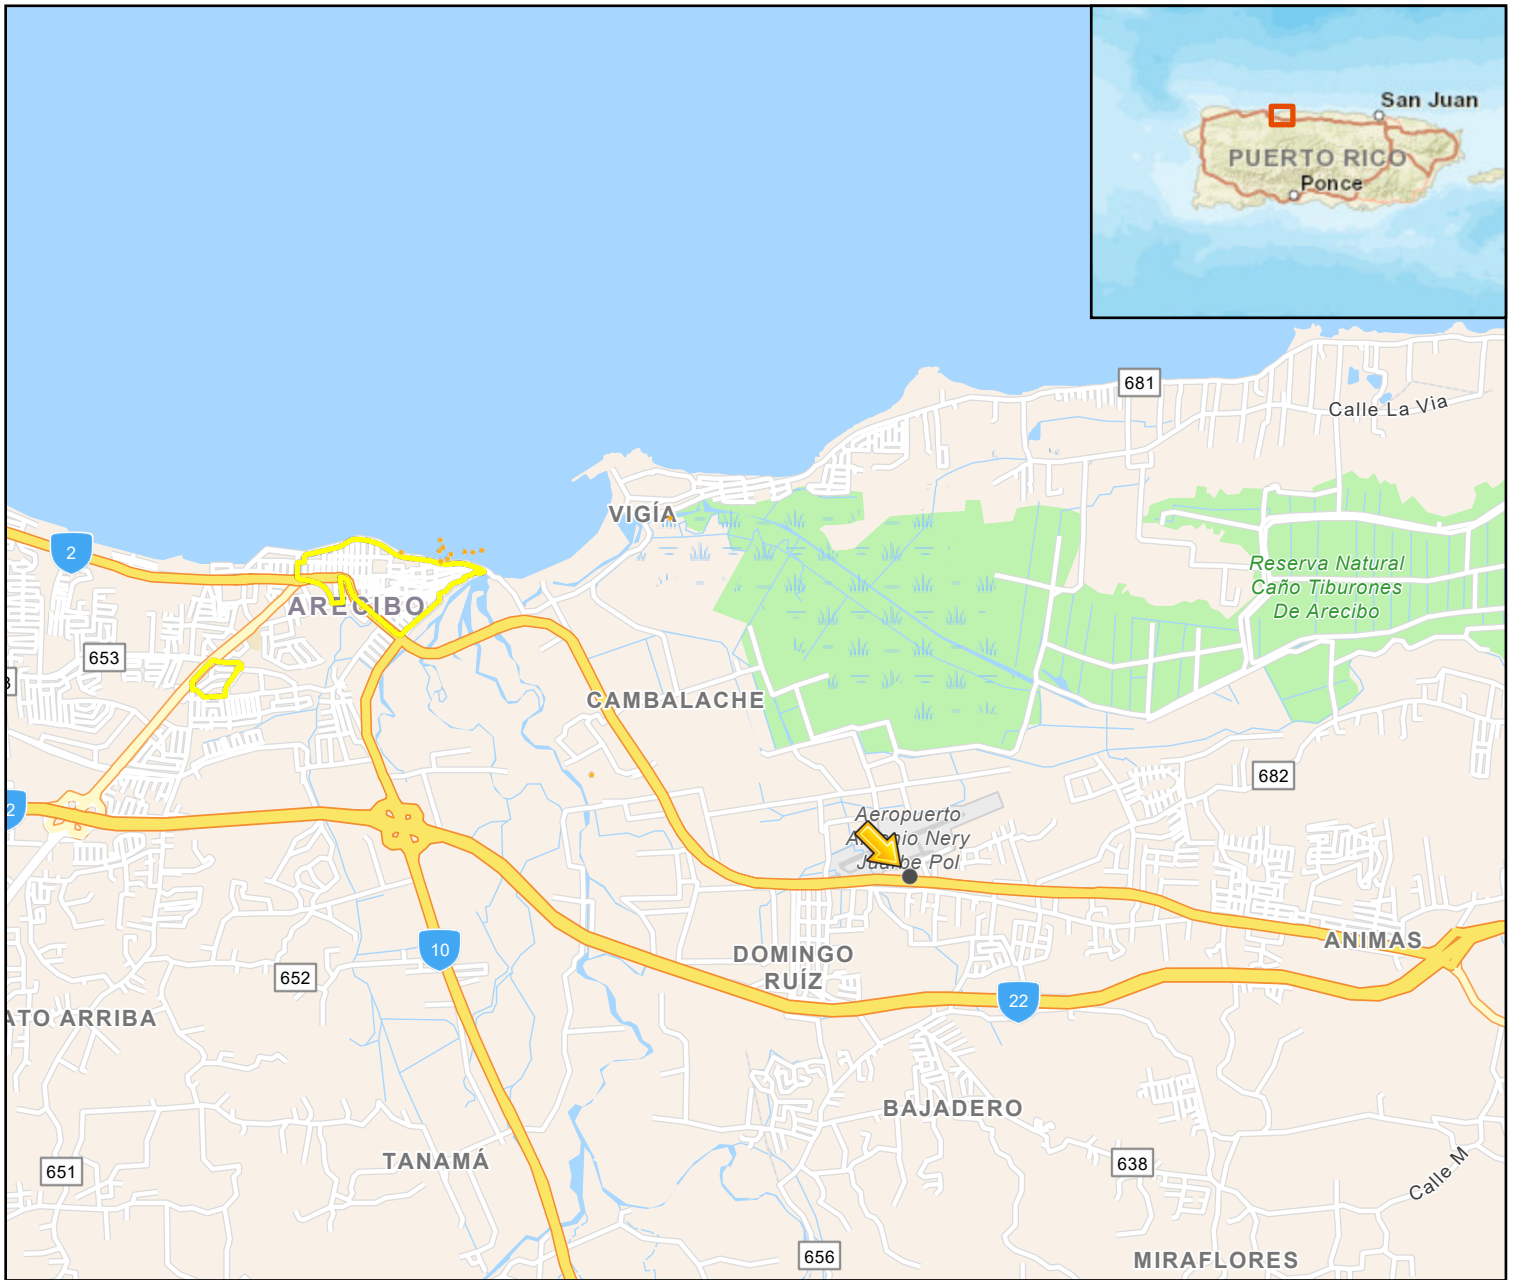 San Juan
PUERTO RICO
Ponce
681
Calle La Via
VIGÍA
2
Reserva Natural
Caño Tiburones
De Arecibo
ARECIBO
653
CAMBALACHE
682
2
Aeropuerto
Nery
Pol
ANIMAS
10
DOMINGO
RUÍZ
652
22
ATO ARRIBA
BAJADERO
TANAMÁ
638
651
Calle M
656
MIRAFLORES